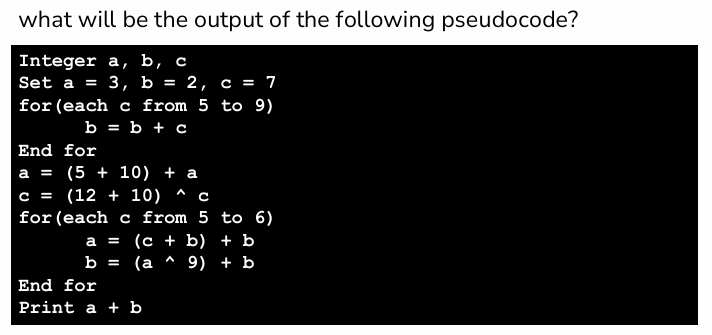 what will be the output of the following pseudocode?
Integer a, b, c
Set a = 3, b = 2, c = 7
for(each c from 5 to 9)
b = b + c
End for
a = (5 + 10) + a
c = (12 + 10) ^ c
for(each c from 5 to 6)
a = (c + b) + b
b = (a ^ 9) + b
End for
Print a + b